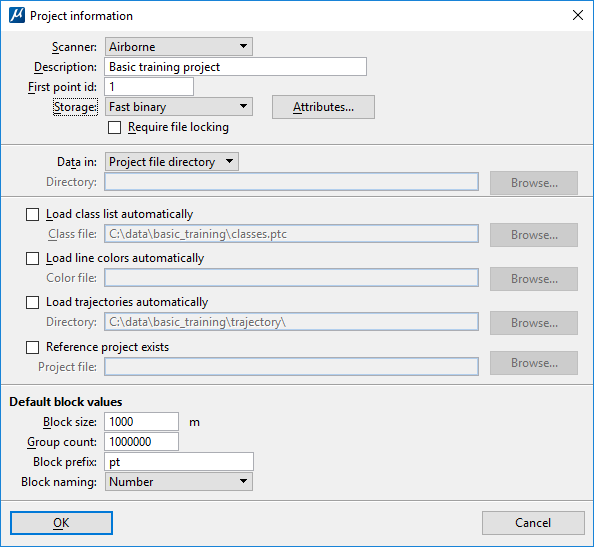 µ Project information
Scanner: Airborne
Description: Basic training project
First point id: 1
Storage: Fast binary Attributes...
Require file locking
Data in: Project file directory
Directory: Browse...
Load class list automatically
Class file: C:\data\basic_training\classes.ptc Browse...
Load line colors automatically
Color file: Browse...
Load trajectories automatically
Directory: C:\data\basic_training\trajectory\ Browse...
Reference project exists
Project file: Browse...
Default block values
Block size: 1000 m
Group count: 1000000
Block prefix: pt
Block naming: Number
OK Cancel